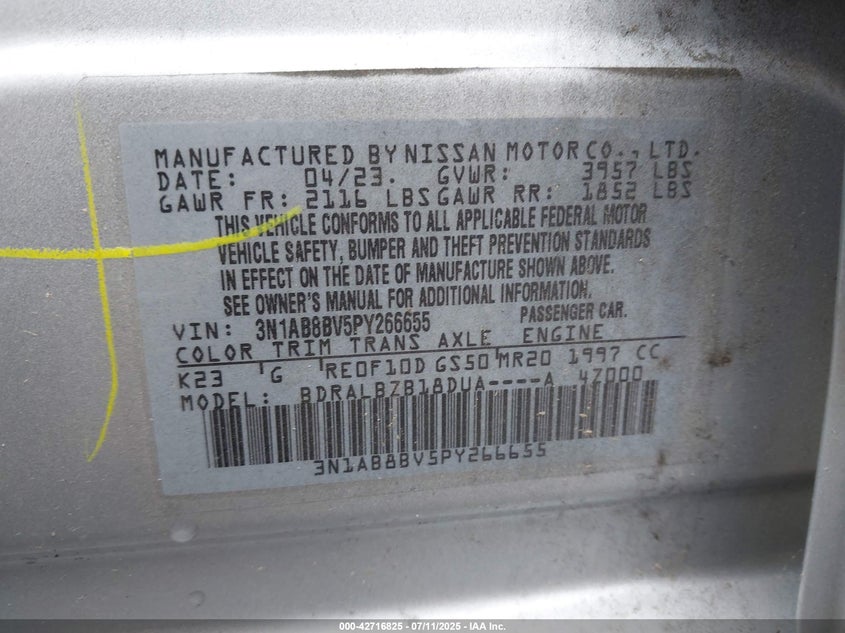 MANUFACTURED BY NISSAN MOTOR CO., LTD.
DATE: 04/23. GVWR: 3957 LBS
GAWR FR: 2116 LBS GAWR RR: 1852 LBS
THIS VEHICLE CONFORMS TO ALL APPLICABLE FEDERAL MOTOR
VEHICLE SAFETY, BUMPER AND THEFT PREVENTION STANDARDS
IN EFFECT ON THE DATE OF MANUFACTURE SHOWN ABOVE.
SEE OWNER'S MANUAL FOR ADDITIONAL INFORMATION.
PASSENGER CAR.
VIN: 3N1AB8BV5PY266655
COLOR TRIM TRANS AXLE ENGINE
K23 G RE0F10D GS50 MR20 1997 CC
MODEL: BDRALBZB18DUA----A 4Z000
3N1AB8BV5PY266655
000-42716825 - 07/11/2025 - IAA Inc.